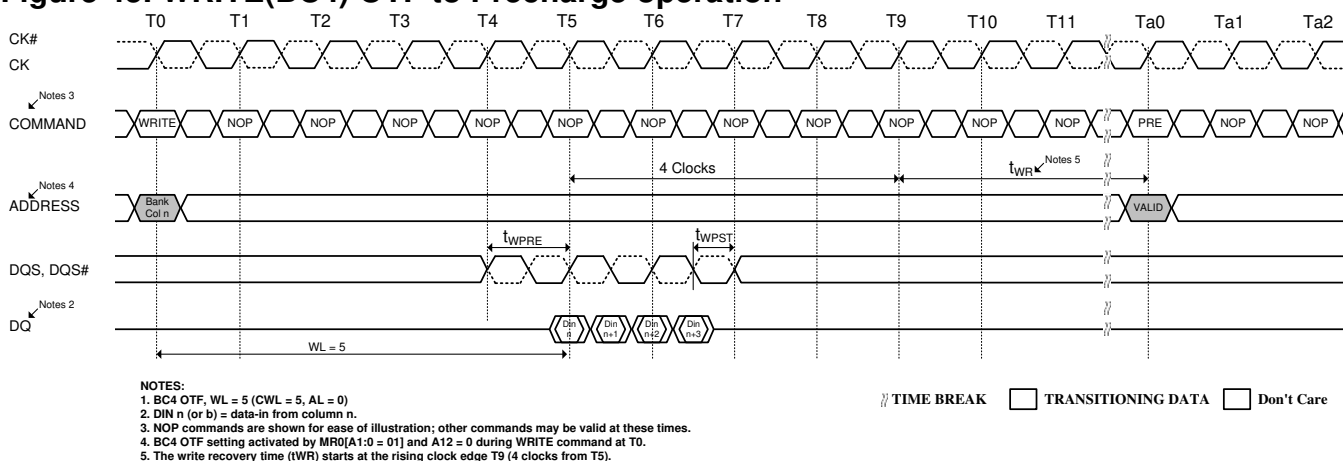 Figure 43. WRITE(BC4) OTF to Precharge operation
T0 T1 T2 T3 T4 T5 T6 T7 T8 T9 T10 T11 Ta0 Ta1 Ta2
CK#
CK
Notes 3
COMMAND
WRITE NOP NOP NOP NOP NOP NOP NOP NOP NOP NOP NOP PRE NOP NOP
4 Clocks
tWR Notes 5
Notes 4
ADDRESS
Bank
Col n
VALID
tWPRE
tWPST
DQS, DQS#
Notes 2
DQ
Din
n
Din
n+1
Din
n+2
Din
n+3
WL = 5
NOTES:
1. BC4 OTF, WL = 5 (CWL = 5, AL = 0)
2. DIN n (or b) = data-in from column n.
3. NOP commands are shown for ease of illustration; other commands may be valid at these times.
4. BC4 OTF setting activated by MR0[A1:0 = 01] and A12 = 0 during WRITE command at T0.
5. The write recovery time (tWR) starts at the rising clock edge T9 (4 clocks from T5).
TIME BREAK
TRANSITIONING DATA
Don't Care